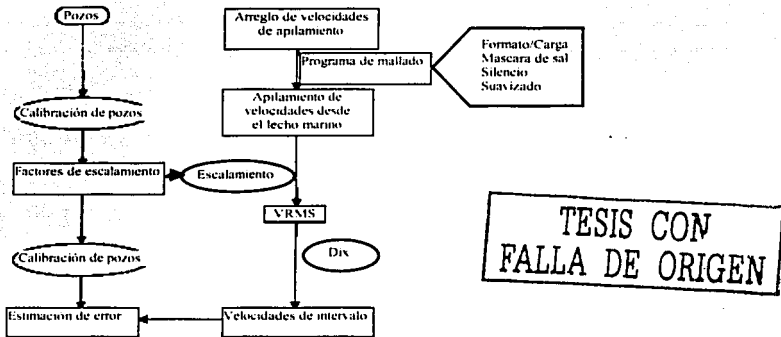 Pozos
Calibración de pozos
Factores de escalamiento
Calibración de pozos
Estimación de error
Arreglo de velocidades
de apilamiento
Programa de mallado
Formato/Carga
Mascara de sal
Silencio
Suavizado
Apilamiento de
velocidades desde
el lecho marino
Escalamiento
VRMS
Dix
Velocidades de intervalo
TESIS CON
FALLA DE ORIGEN